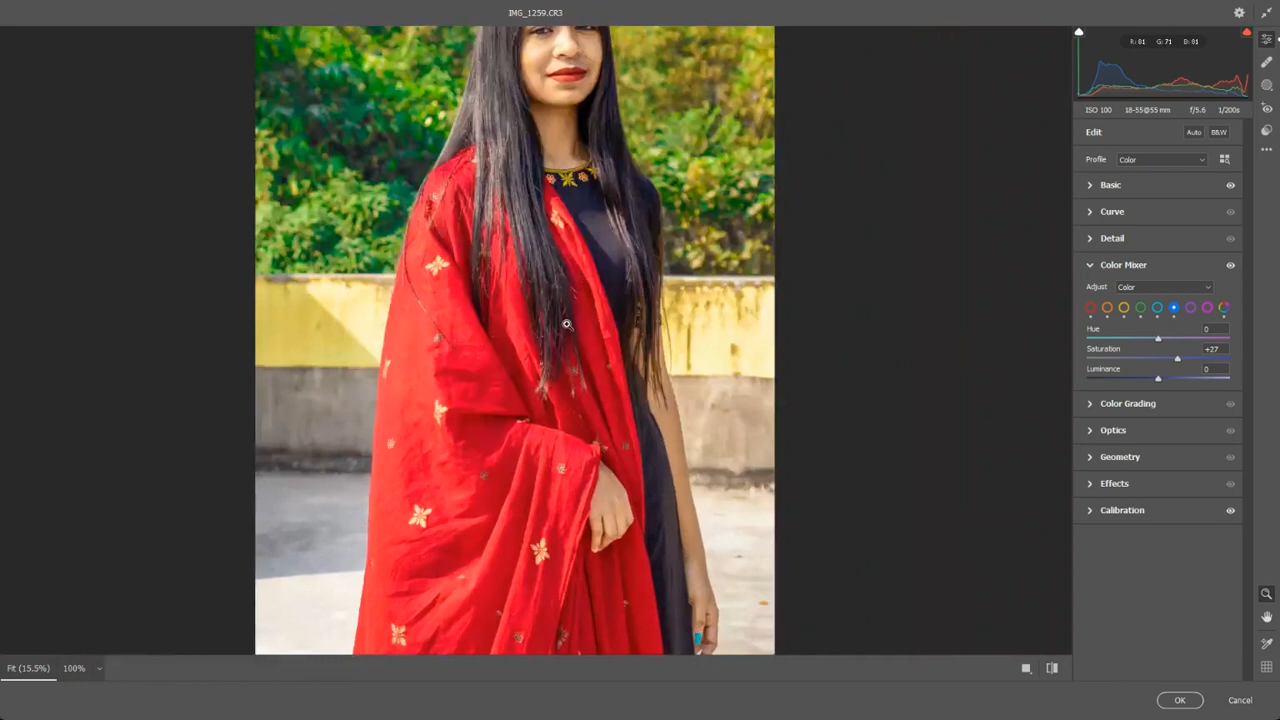 IMG_1259.CR3
R: 81 G: 71 B: 81
ISO 100 18-55@55 mm f/5.6 1/200s
Edit Auto B&W
Profile Color
Basic
Curve
Detail
Color Mixer
Adjust Color
Hue 0
Saturation +27
Luminance 0
Color Grading
Optics
Geometry
Effects
Calibration
Fit (15.5%) 100%
OK Cancel